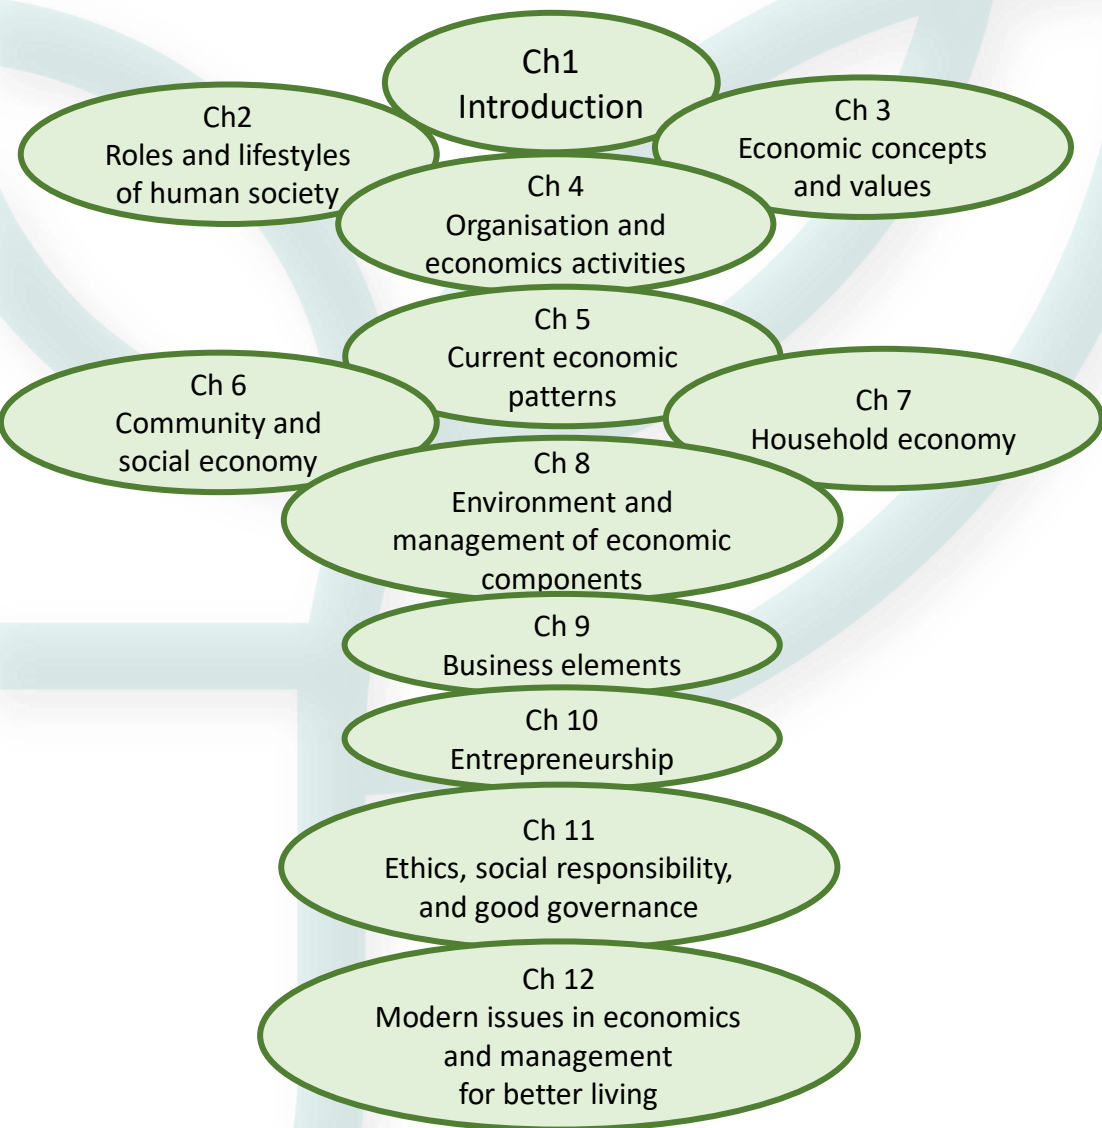 Ch1
Introduction
Ch2
Roles and lifestyles
of human society
Ch 3
Economic concepts
and values
Ch 4
Organisation and
economics activities
Ch 5
Current economic
patterns
Ch 6
Community and
social economy
Ch 7
Household economy
Ch 8
Environment and
management of economic
components
Ch 9
Business elements
Ch 10
Entrepreneurship
Ch 11
Ethics, social responsibility,
and good governance
Ch 12
Modern issues in economics
and management
for better living